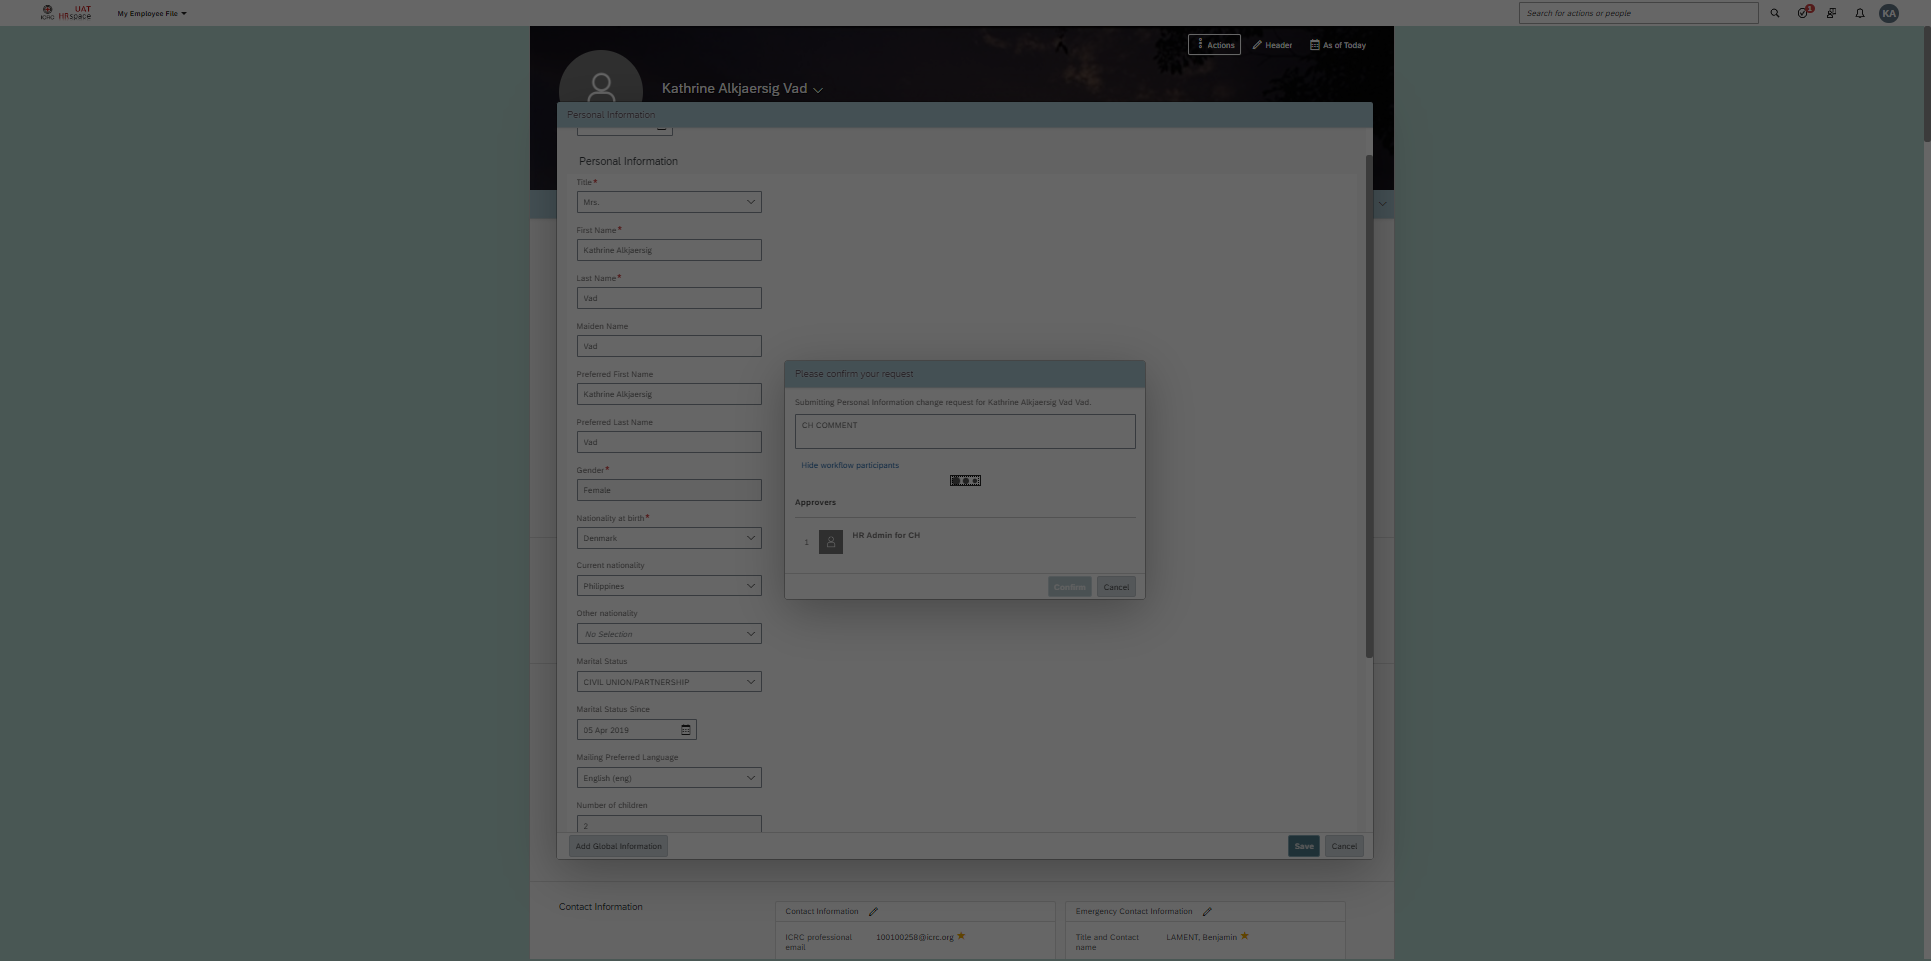 ICRC
UAT
HRspace
My Employee File
Search for actions or people
1
KA
Actions
Header
As of Today
Kathrine Alkjaersig Vad
Personal Information
Personal Information
Title*
Mrs.
First Name*
Kathrine Alkjaersig
Last Name*
Vad
Maiden Name
Vad
Preferred First Name
Kathrine Alkjaersig
Preferred Last Name
Vad
Gender*
Female
Nationality at birth*
Denmark
Current nationality
Philippines
Other nationality
No Selection
Marital Status
CIVIL UNION/PARTNERSHIP
Marital Status Since
05 Apr 2019
Mailing Preferred Language
English (eng)
Number of children
2
Please confirm your request
Submitting Personal Information change request for Kathrine Alkjaersig Vad Vad.
CH COMMENT
Hide workflow participants
Approvers
1
HR Admin for CH
Confirm
Cancel
Add Global Information
Save
Cancel
Contact Information
Contact Information
ICRC professional email
100100258@icrc.org
Emergency Contact Information
Title and Contact name
LAMENT, Benjamin